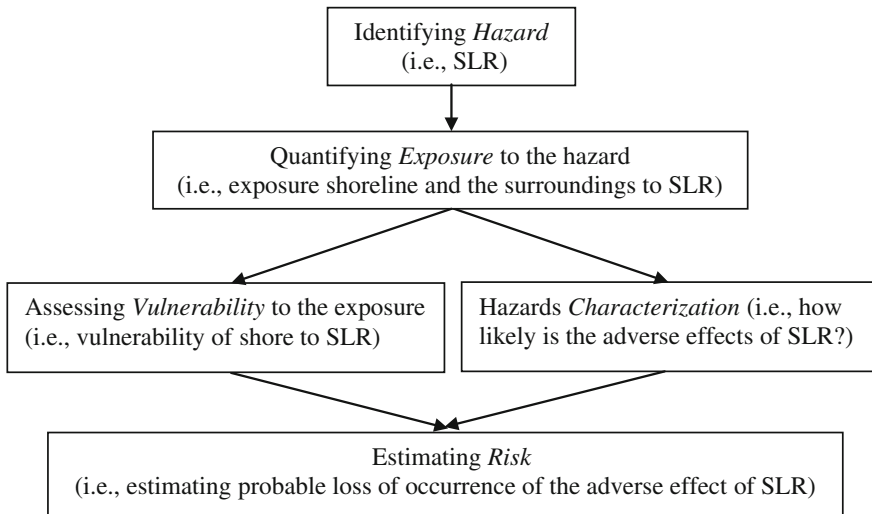 Identifying Hazard
(i.e., SLR)
Quantifying Exposure to the hazard
(i.e., exposure shoreline and the surroundings to SLR)
Assessing Vulnerability to the exposure
(i.e., vulnerability of shore to SLR)
Hazards Characterization (i.e., how
likely is the adverse effects of SLR?)
Estimating Risk
(i.e., estimating probable loss of occurrence of the adverse effect of SLR)